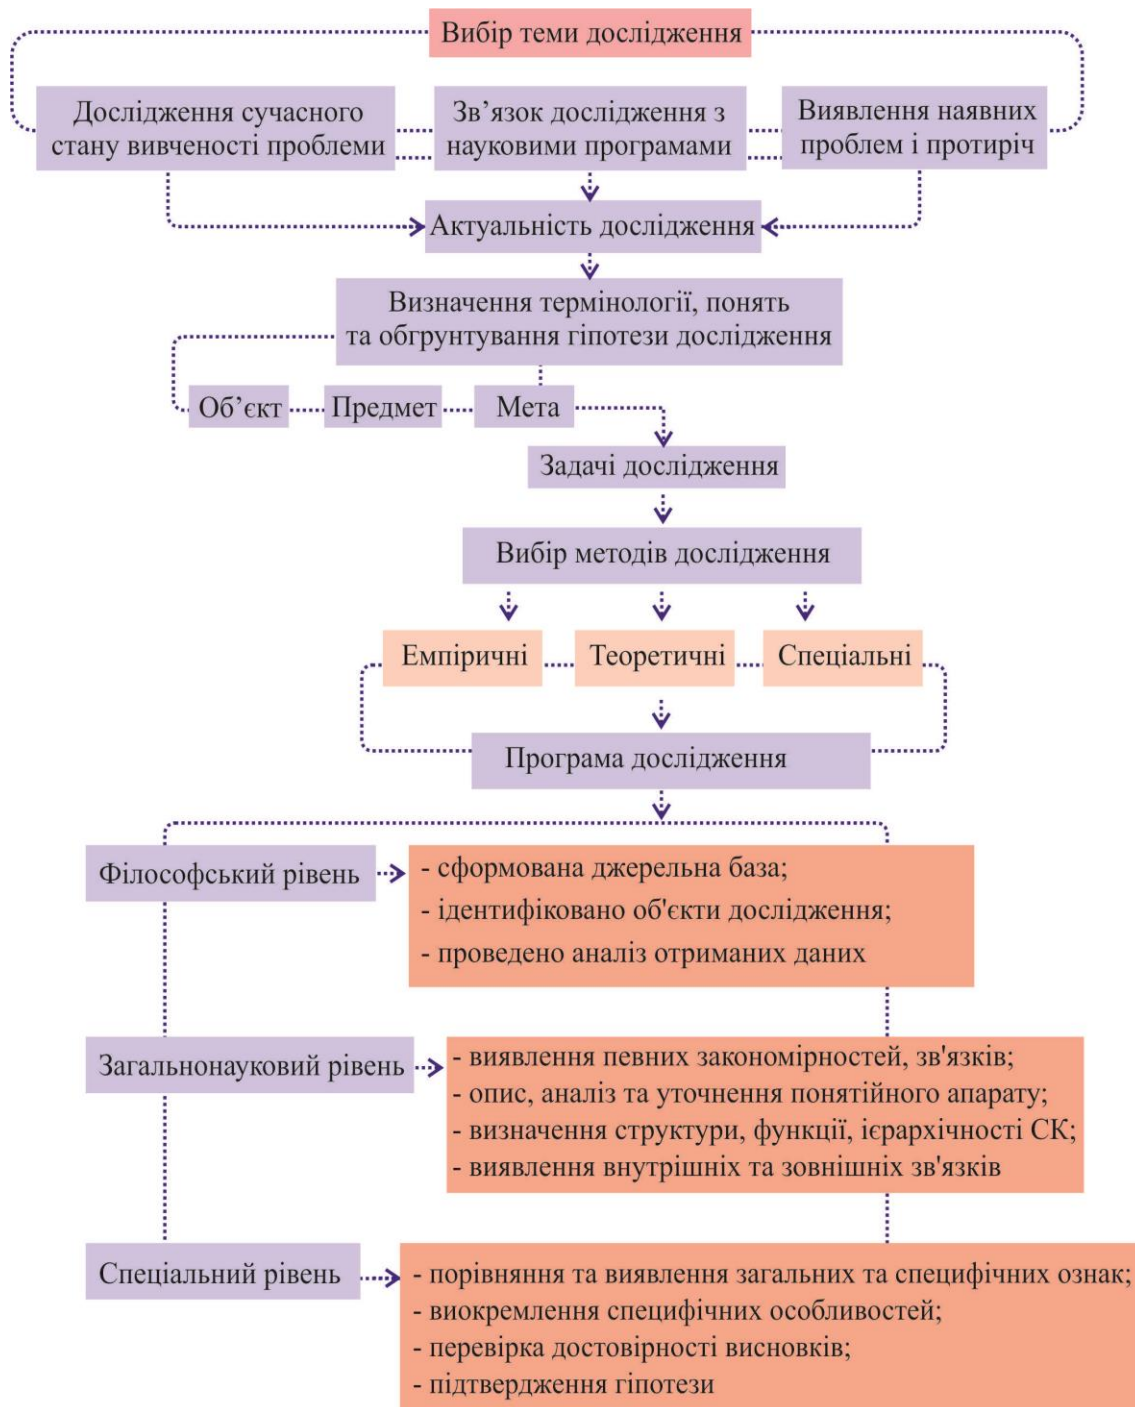 Вибір теми дослідження
Дослідження сучасного
стану вивченості проблеми
Зв’язок дослідження з
науковими програмами
Виявлення наявних
проблем і протиріч
Актуальність дослідження
Визначення термінології, понять
та обгрунтування гіпотези дослідження
Об’єкт
Предмет
Мета
Задачі дослідження
Вибір методів дослідження
Емпіричні
Теоретичні
Спеціальні
Програма дослідження
Філософський рівень
- сформована джерельна база;
- ідентифіковано об'єкти дослідження;
- проведено аналіз отриманих даних
Загальнонауковий рівень
- виявлення певних закономірностей, зв'язків;
- опис, аналіз та уточнення понятійного апарату;
- визначення структури, функції, ієрархічності СК;
- виявлення внутрішніх та зовнішніх зв'язків
Спеціальний рівень
- порівняння та виявлення загальних та специфічних ознак;
- виокремлення специфічних особливостей;
- перевірка достовірності висновків;
- підтвердження гіпотези